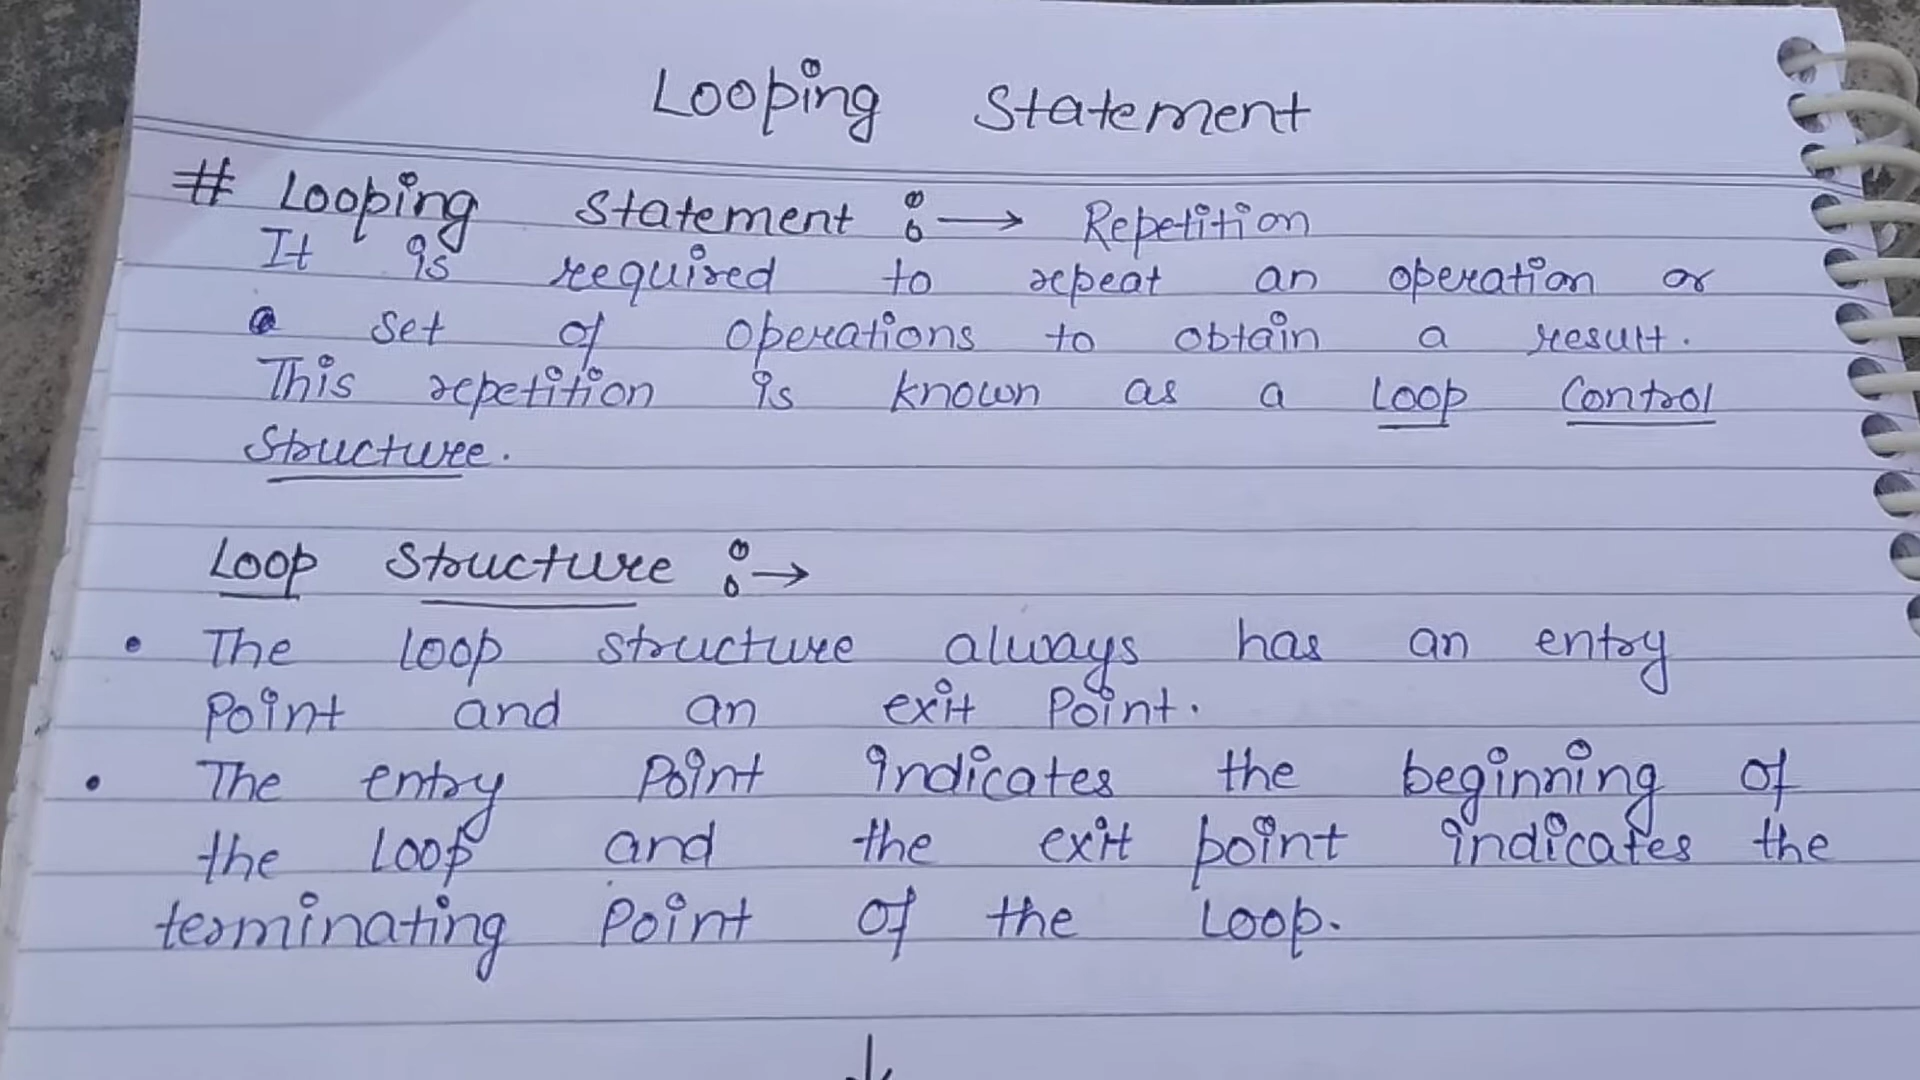 Looping Statement
# Looping Statement :→ Repetition
It is required to repeat an operation or
a set of operations to obtain a result.
This repetition is known as a Loop Control
Structure.
Loop Structure :→
• The loop structure always has an entry
Point and an exit Point.
• The entry Point indicates the beginning of
the loop and the exit point indicates the
terminating Point of the Loop.
↓